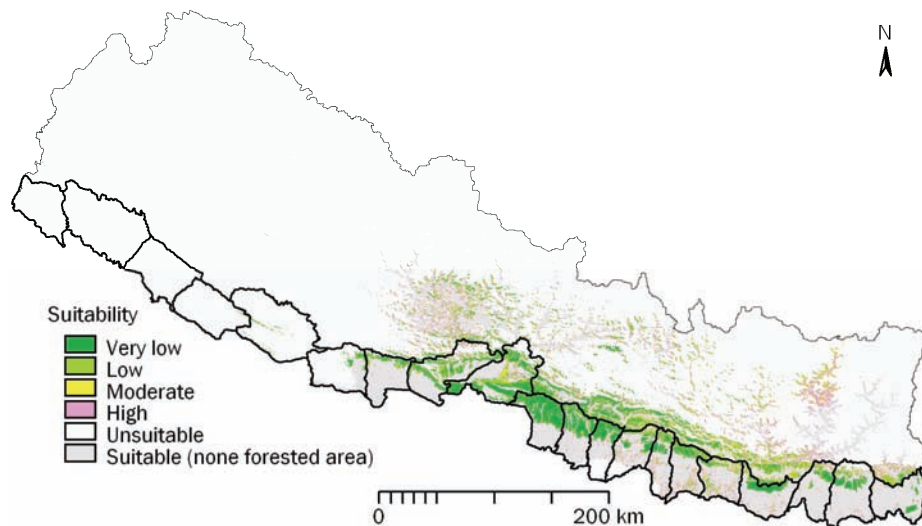 N
Suitability
Very low
Low
Moderate
High
Unsuitable
Suitable (none forested area)
0 200 km